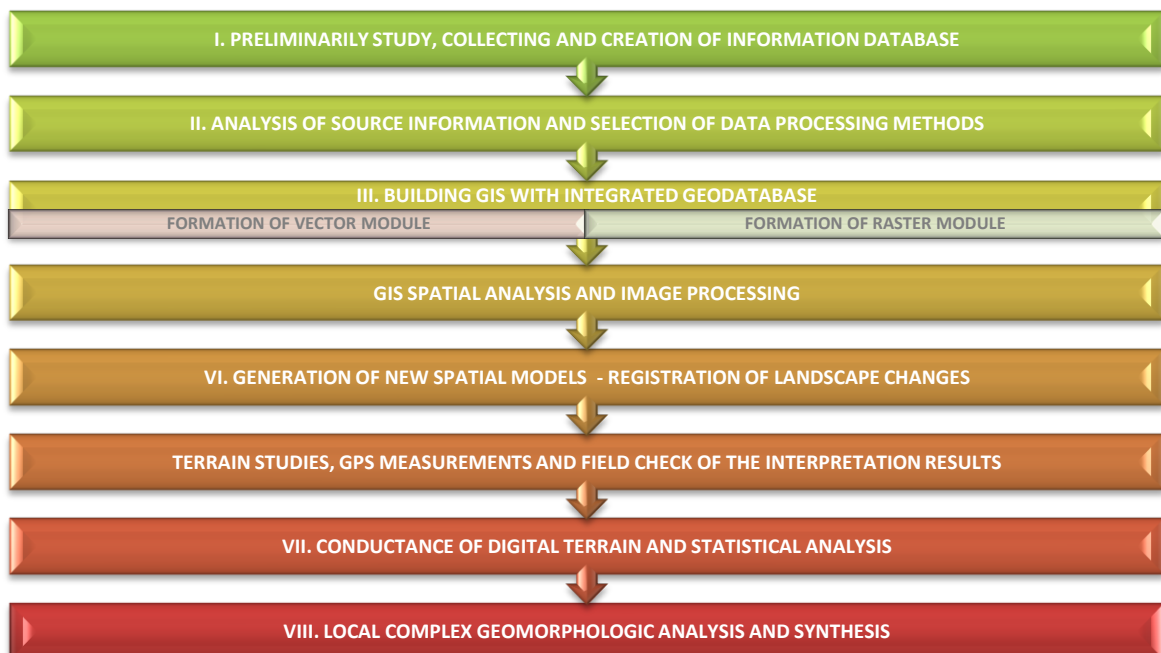 I. PRELIMINARILY STUDY, COLLECTING AND CREATION OF INFORMATION DATABASE
II. ANALYSIS OF SOURCE INFORMATION AND SELECTION OF DATA PROCESSING METHODS
III. BUILDING GIS WITH INTEGRATED GEODATABASE
FORMATION OF VECTOR MODULE
FORMATION OF RASTER MODULE
GIS SPATIAL ANALYSIS AND IMAGE PROCESSING
VI. GENERATION OF NEW SPATIAL MODELS - REGISTRATION OF LANDSCAPE CHANGES
TERRAIN STUDIES, GPS MEASUREMENTS AND FIELD CHECK OF THE INTERPRETATION RESULTS
VII. CONDUCTANCE OF DIGITAL TERRAIN AND STATISTICAL ANALYSIS
VIII. LOCAL COMPLEX GEOMORPHOLOGIC ANALYSIS AND SYNTHESIS